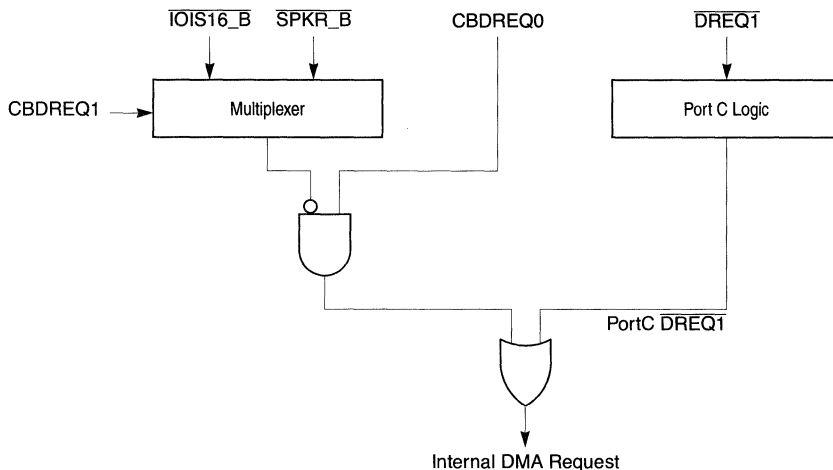 IOIS16_B SPKR_B CBDREQ0 DREQ1
CBDREQ1
Multiplexer
Port C Logic
PortC DREQ1
Internal DMA Request